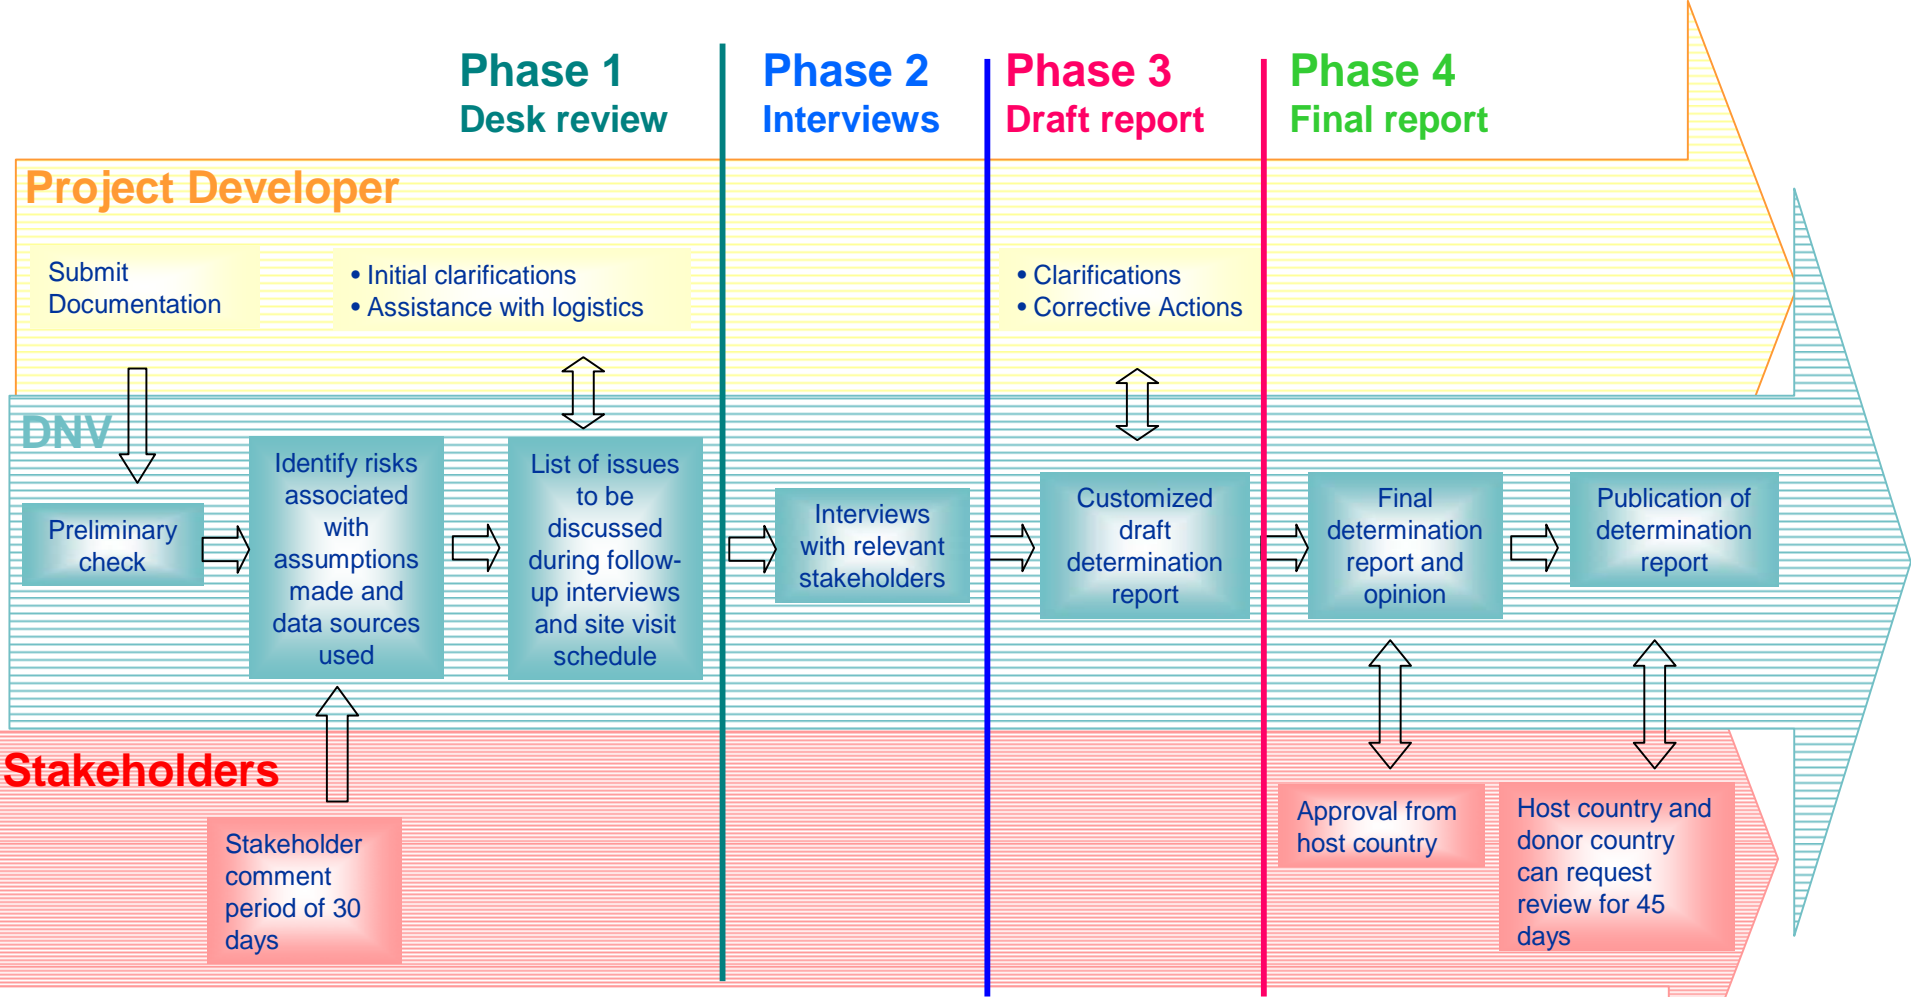 Phase 1
Desk review
Phase 2
Interviews
Phase 3
Draft report
Phase 4
Final report
Project Developer
Submit
Documentation
• Initial clarifications
• Assistance with logistics
• Clarifications
• Corrective Actions
DNV
Preliminary
check
Identify risks
associated
with
assumptions
made and
data sources
used
List of issues
to be
discussed
during follow-
up interviews
and site visit
schedule
Interviews
with relevant
stakeholders
Customized
draft
determination
report
Final
determination
report and
opinion
Publication of
determination
report
Stakeholders
Stakeholder
comment
period of 30
days
Approval from
host country
Host country and
donor country
can request
review for 45
days